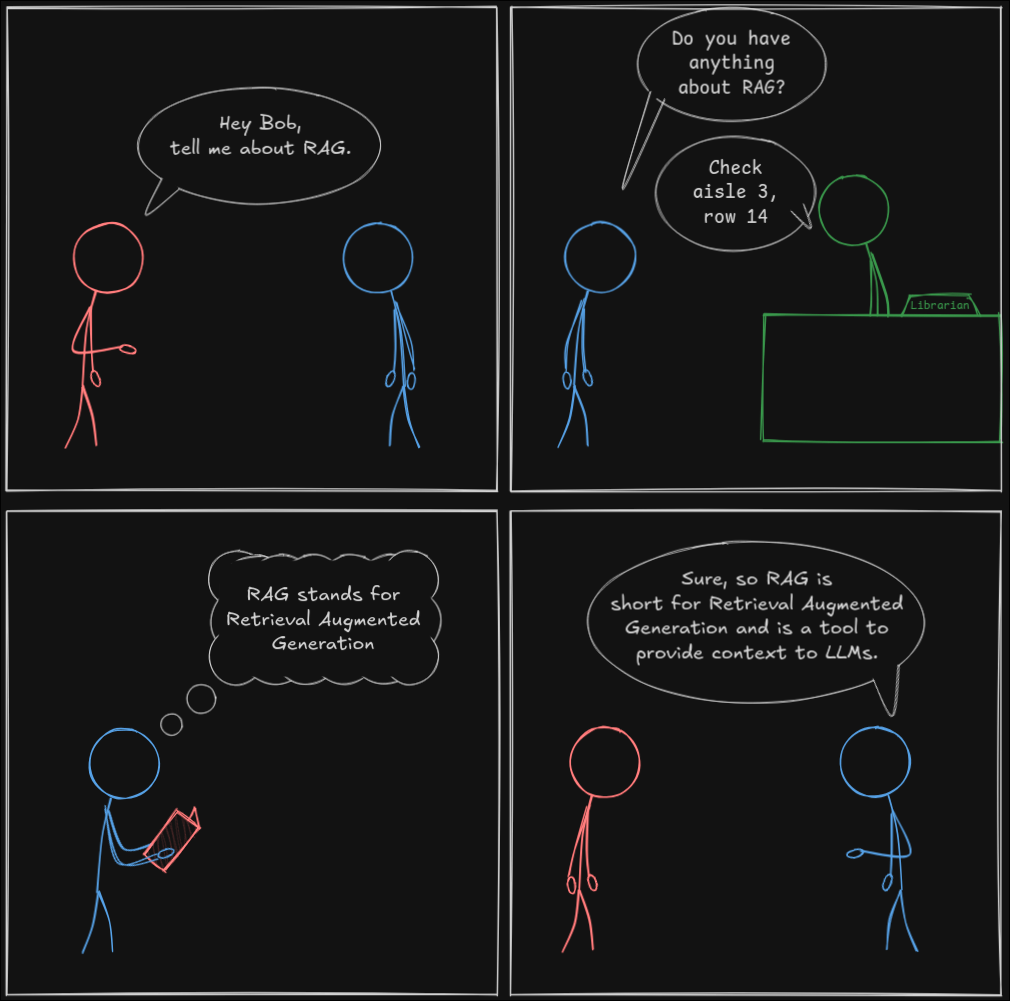 Hey Bob,
tell me about RAG.
Do you have
anything
about RAG?
Check
aisle 3,
row 14
Librarian
RAG stands for
Retrieval Augmented
Generation
Sure, so RAG is
short for Retrieval Augmented
Generation and is a tool to
provide context to LLMs.